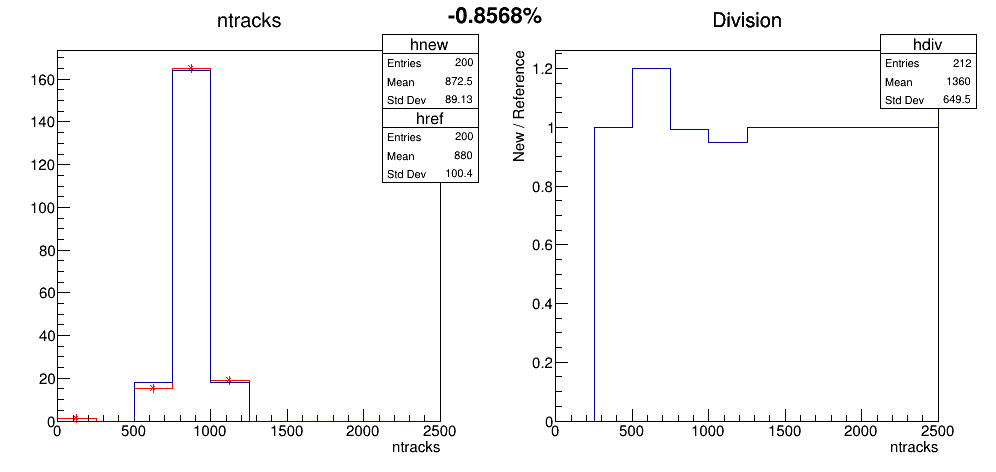 -0.8568%
ntracks
hnew
Entries 200
Mean 872.5
Std Dev 89.13
href
Entries 200
Mean 880
Std Dev 100.4
160
140
120
100
80
60
40
20
0
0 500 1000 1500 2000 2500
ntracks
Division
hdiv
Entries 212
Mean 1360
Std Dev 649.5
New / Reference
1.2
1
0.8
0.6
0.4
0.2
0
0 500 1000 1500 2000 2500
ntracks